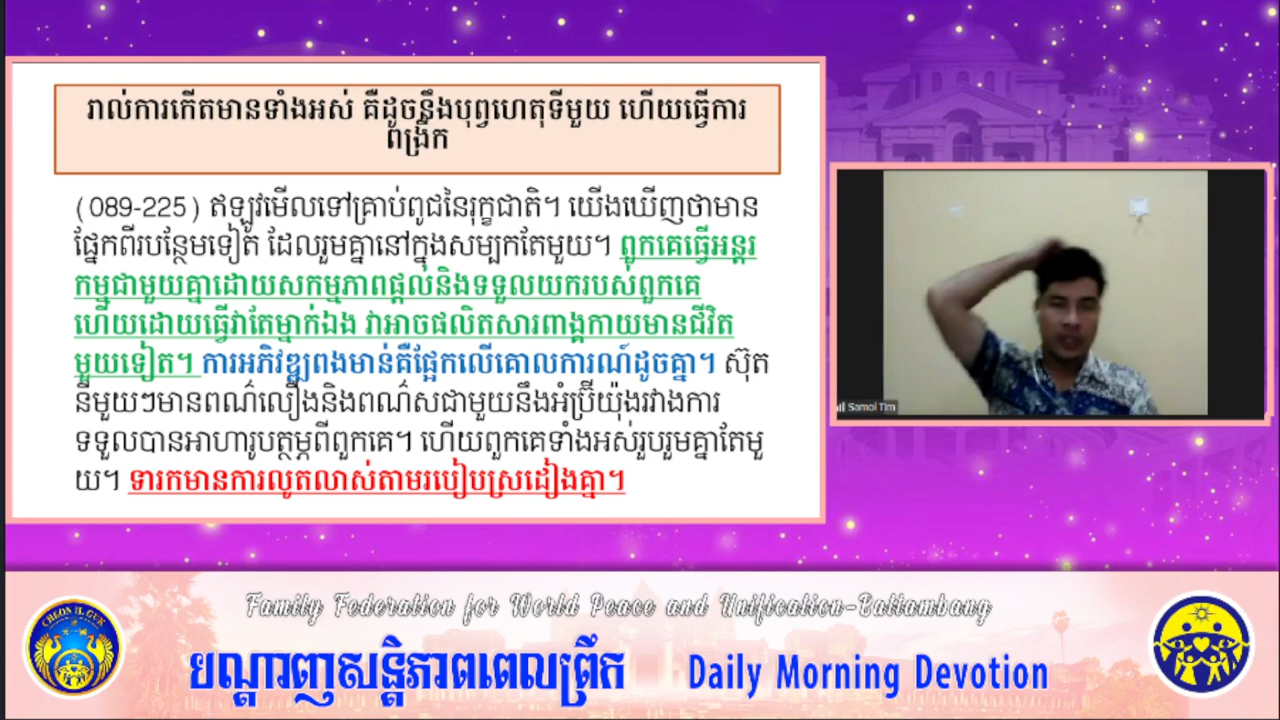 រាល់ការកើតមានទាំងអស់ គឺដូចនឹងបុព្វហេតុទីមួយ ហើយធ្វើការ
ពង្រីក
(089-225) ឥឡូវមើលទៅគ្រាប់ពូជនៃរុក្ខជាតិ។ យើងឃើញថាមាន
ផ្នែកពីរបន្ថែមទៀត ដែលរួមគ្នានៅក្នុងសម្បកតែមួយ។ ពួកគេធ្វើអន្តរ
កម្មជាមួយគ្នាដោយសកម្មភាពផ្តល់និងទទួលយករបស់ពួកគេ
ហើយដោយធ្វើវាតែម្នាក់ឯង វាអាចផលិតសារពាង្គកាយមានជីវិត
មួយទៀត។ ការអភិវឌ្ឍពងមាន់គឺផ្អែកលើគោលការណ៍ដូចគ្នា។ ស៊ុត
នីមួយៗមានពណ៌លឿងនិងពណ៌សជាមួយនឹងអំប្រ៊ីយ៉ុងរវាងការ
ទទួលបានអាហារូបត្ថម្ភពីពួកគេ។ ហើយពួកគេទាំងអស់រួបរួមគ្នាតែមួ
យ។ ទារកមានការលូតលាស់តាមរបៀបស្រដៀងគ្នា។
Samol Tim
Family Federation for World Peace and Unification-Battambang
CHEON IL GUK
បណ្តាញសន្តិភាពពេលព្រឹក Daily Morning Devotion